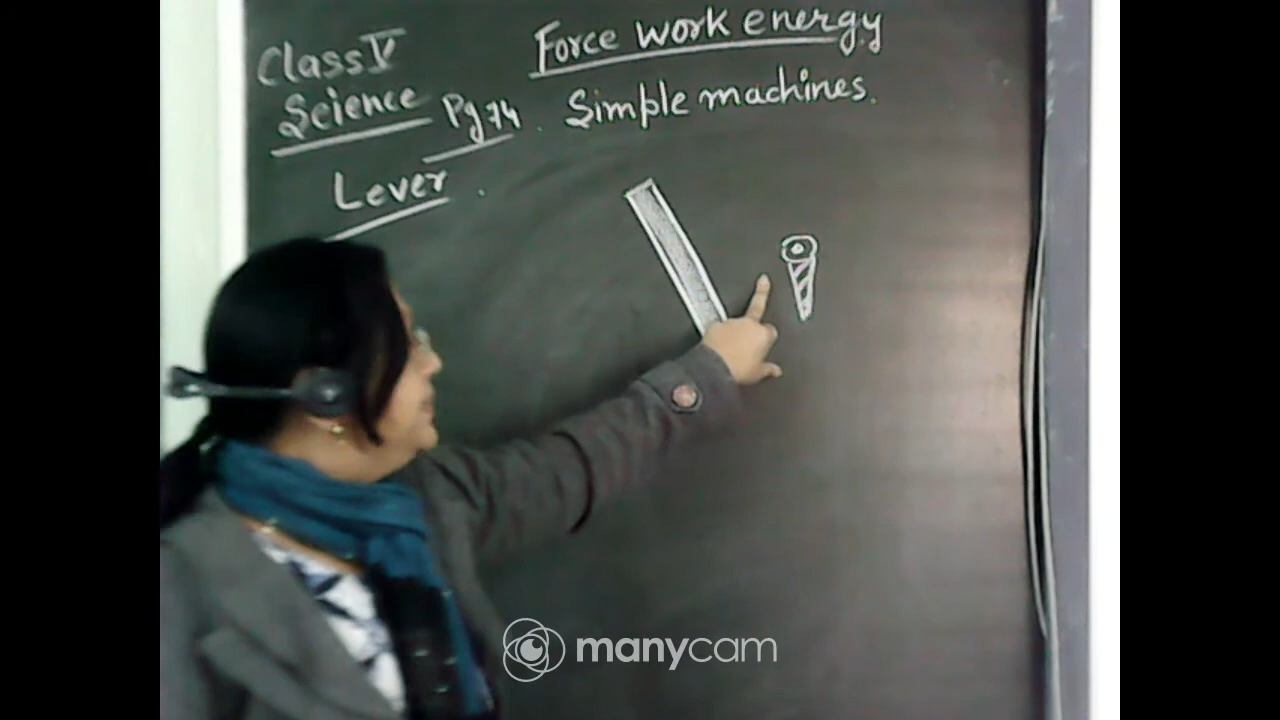 Force work energy
Class V
Science Pg 74. Simple machines.
Lever.
manycam